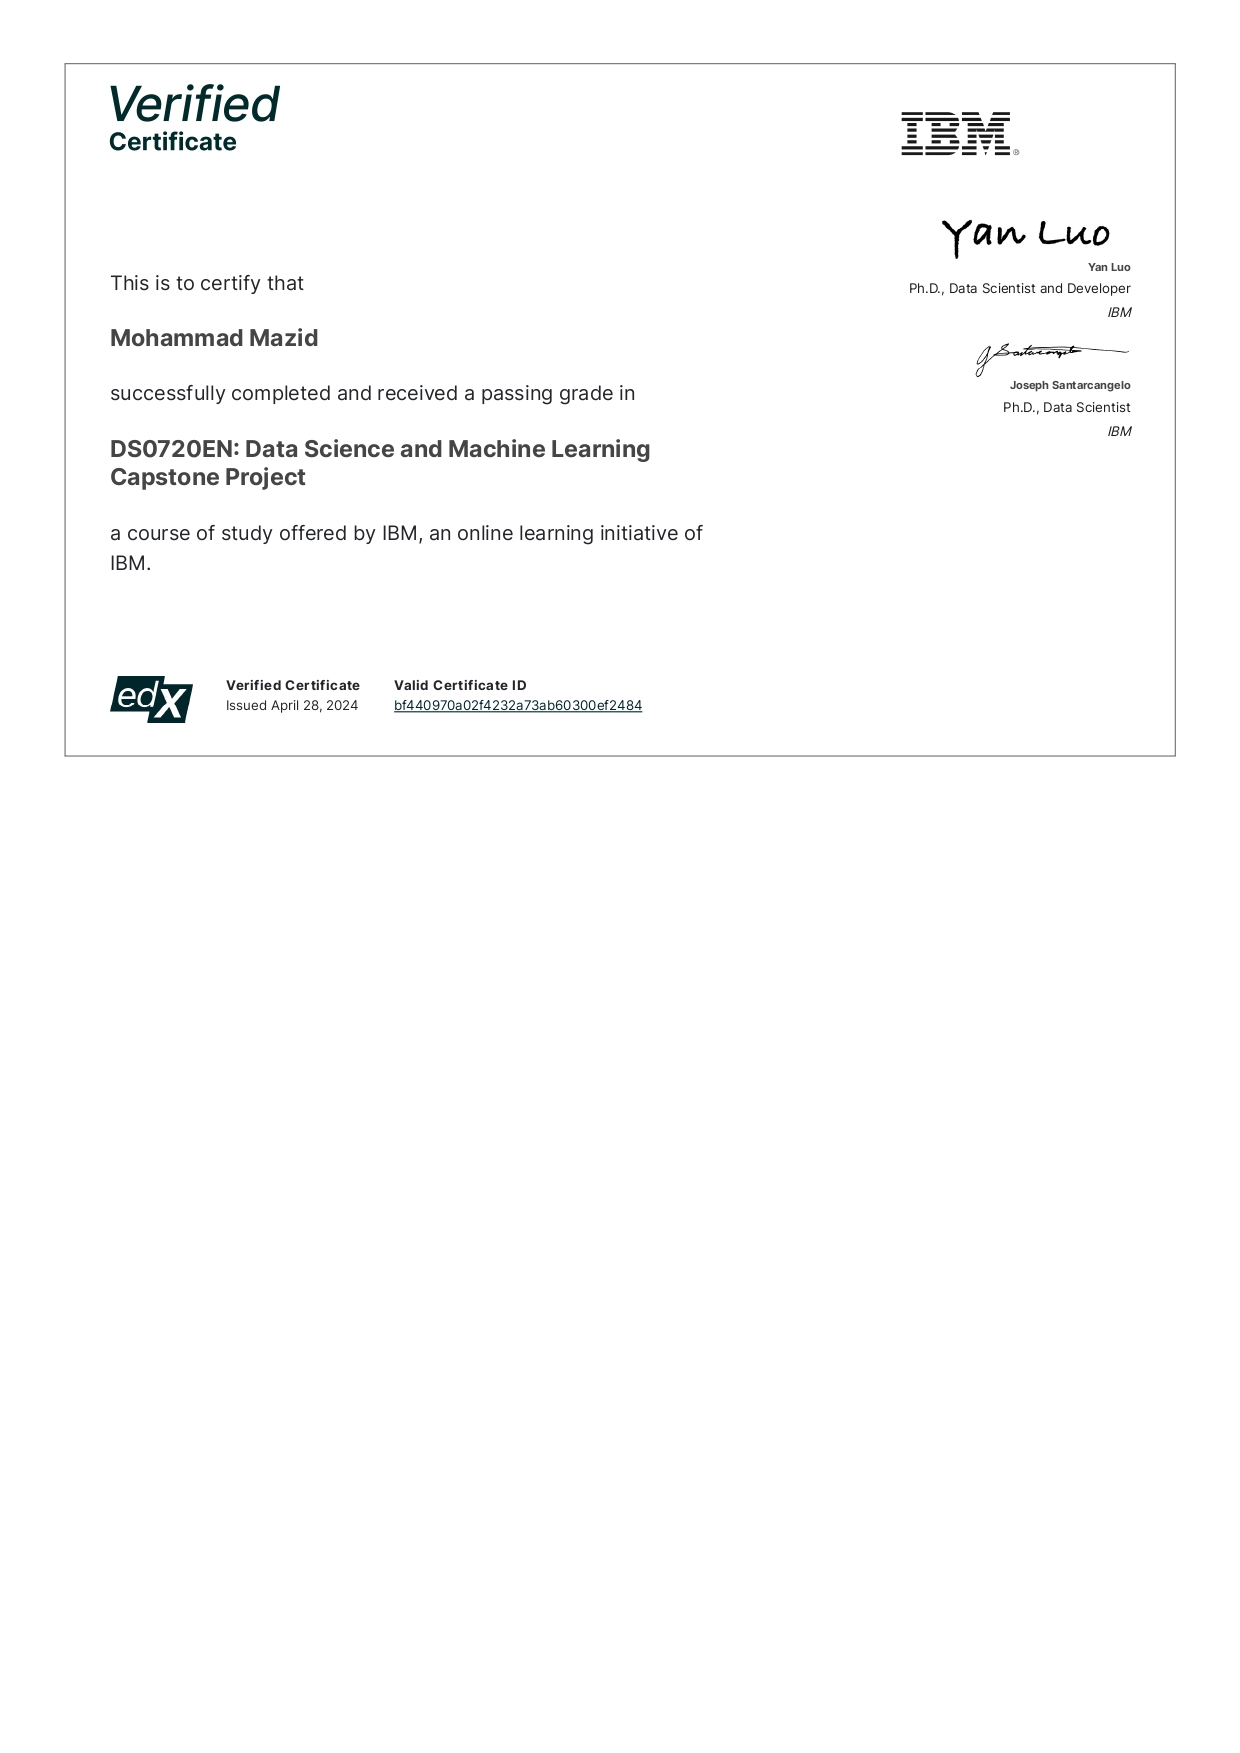 Verified
Certificate
IBM®
Yan Luo
Yan Luo
Ph.D., Data Scientist and Developer
IBM
J Santarcangelo
Joseph Santarcangelo
Ph.D., Data Scientist
IBM
This is to certify that
Mohammad Mazid
successfully completed and received a passing grade in
DS0720EN: Data Science and Machine Learning
Capstone Project
a course of study offered by IBM, an online learning initiative of
IBM.
edX
Verified Certificate
Issued April 28, 2024
Valid Certificate ID
bf440970a02f4232a73ab60300ef2484